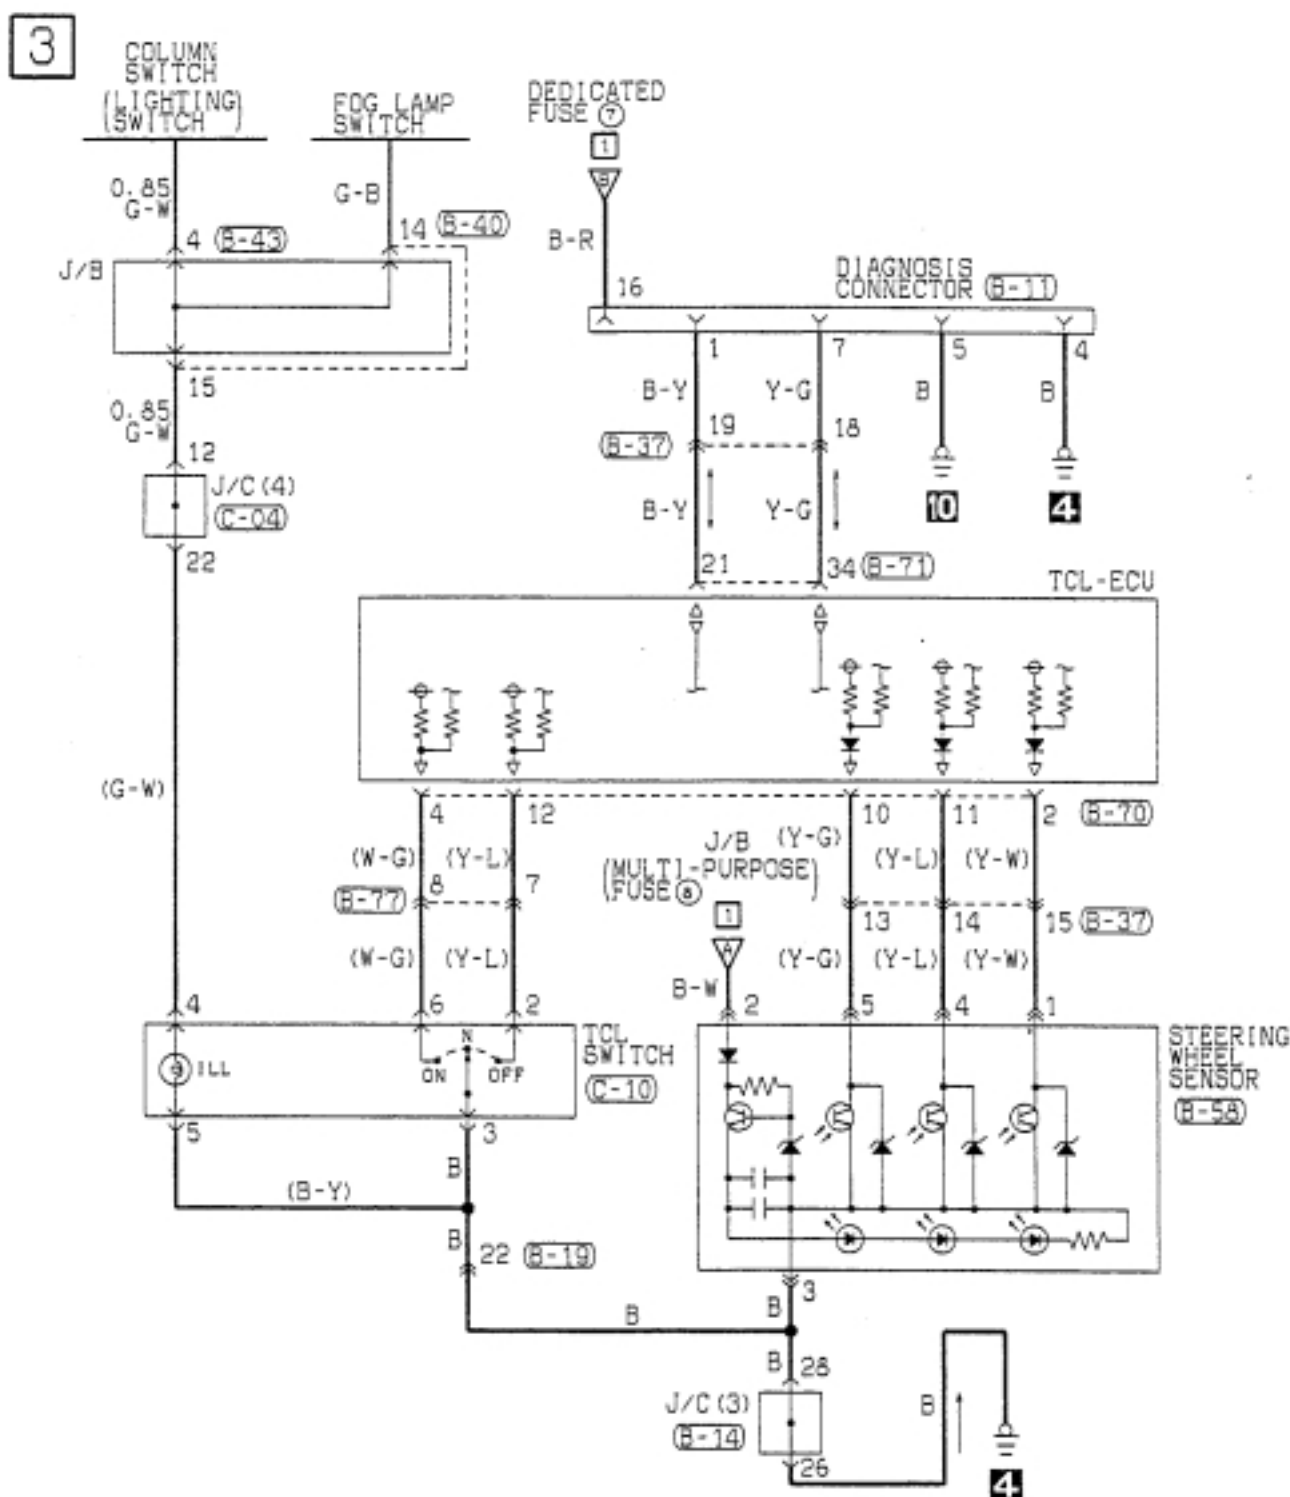 3
COLUMN
SWITCH
(LIGHTING)
SWITCH
FOG LAMP
SWITCH
DEDICATED
FUSE 7
1
B
0.85
G-W
G-B
B-R
4 B-43
14 B-40
J/B
16
DIAGNOSIS
CONNECTOR B-11
1
7
5
4
15
0.85
G-W
B-Y
Y-G
B
B
12
B-37
19
18
J/C (4)
C-04
B-Y
Y-G
10
4
22
21
34 B-71
TCL-ECU
(G-W)
4
12
10
11
2 B-70
J/B
(MULTI-PURPOSE)
FUSE 8
(W-G)
(Y-L)
(Y-G)
(Y-L)
(Y-W)
B-77
8
7
1
A
13
14
15 B-37
(W-G)
(Y-L)
B-W
(Y-G)
(Y-L)
(Y-W)
4
6
2
2
5
4
1
ILL
N
ON
OFF
TCL
SWITCH
C-10
STEERING
WHEEL
SENSOR
B-58
5
3
(B-Y)
B
B
22 B-19
3
B
B
B
28
J/C (3)
B-14
26
B
4